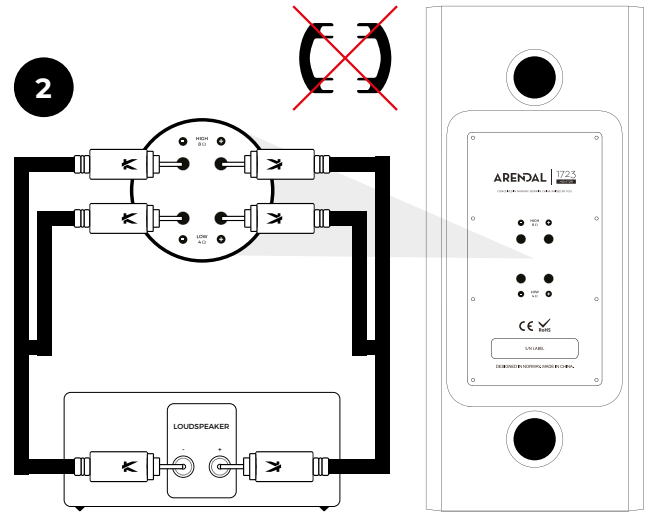 2
HIGH
8 Ω
LOW
4 Ω
LOUDSPEAKER
- +
ARENDAL 1723
HIGH
8 Ω
LOW
4 Ω
CE RoHS
S/N LABEL
DESIGNED IN NORWAY. MADE IN CHINA.